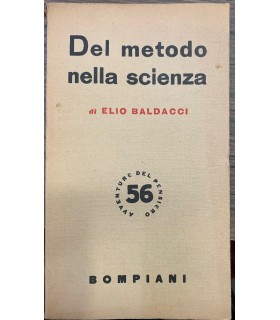 Del metodo
nella scienza
di ELIO BALDACCI
AVVENTURE DEL PENSIERO
56
BOMPIANI